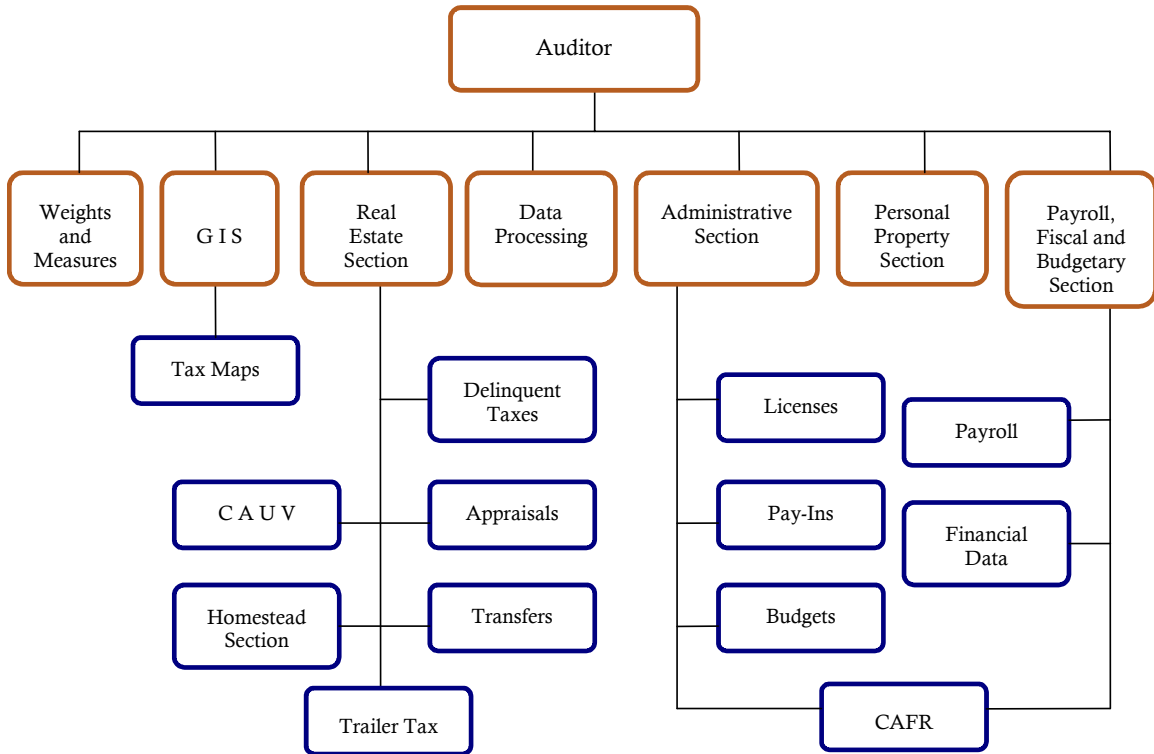 Auditor
Weights
and
Measures
G I S
Real
Estate
Section
Data
Processing
Administrative
Section
Personal
Property
Section
Payroll,
Fiscal and
Budgetary
Section
Tax Maps
Delinquent
Taxes
C A U V
Appraisals
Homestead
Section
Transfers
Trailer Tax
Licenses
Pay-Ins
Budgets
Payroll
Financial
Data
CAFR